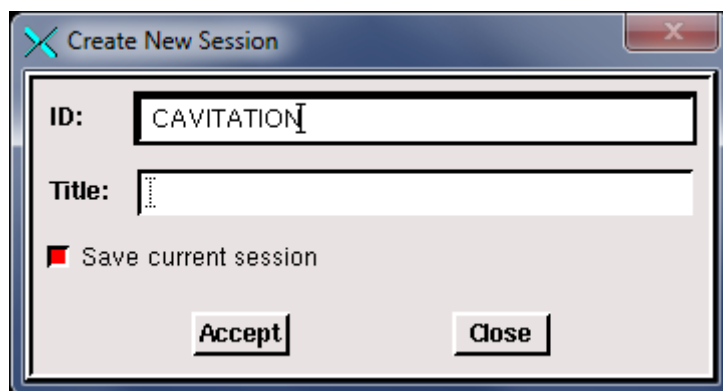 Create New Session
ID: CAVITATION
Title:
Save current session
Accept Close